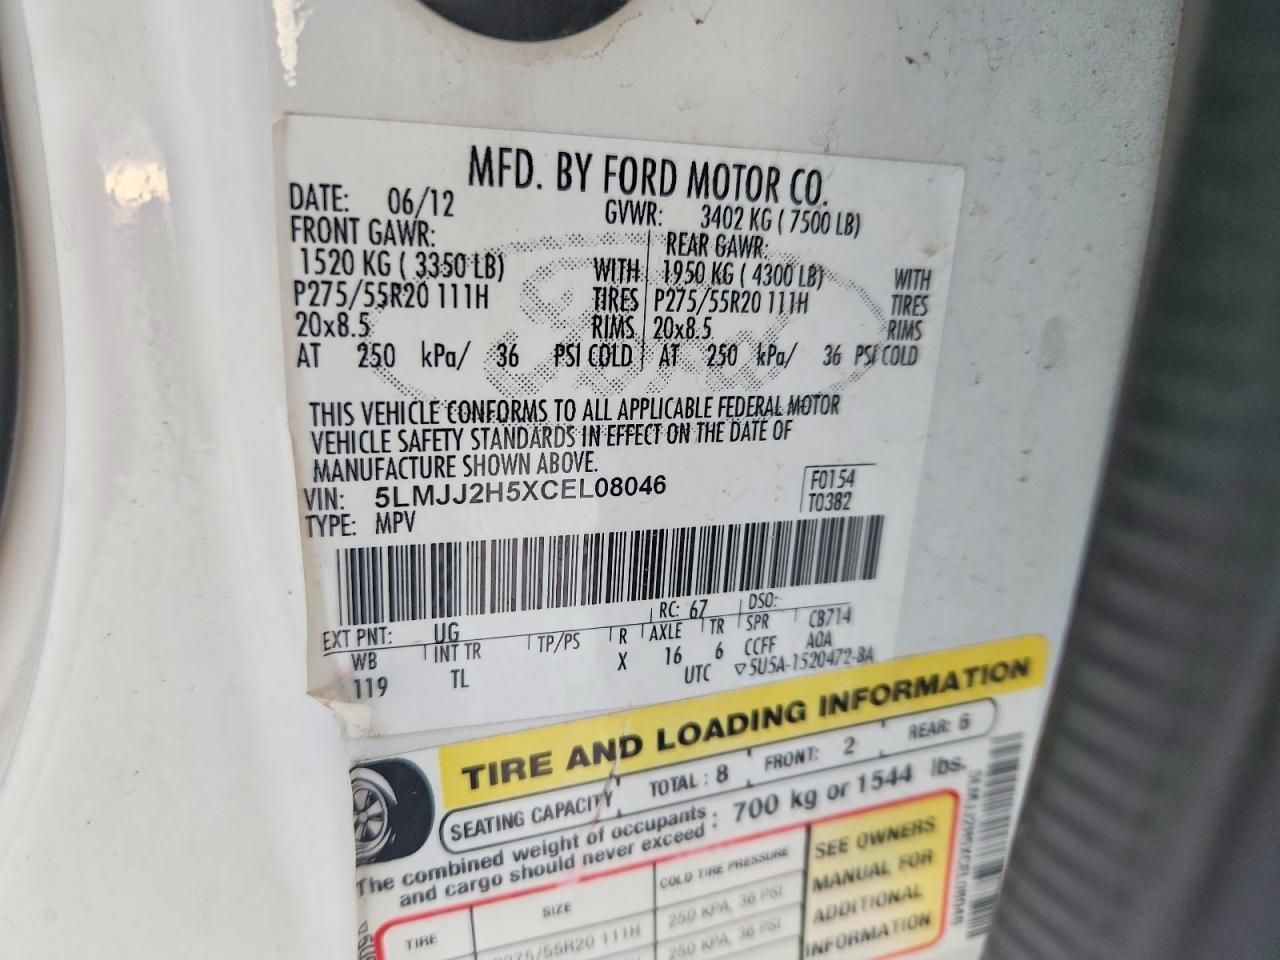 MFD. BY FORD MOTOR CO.
DATE: 06/12 GVWR: 3402 KG ( 7500 LB)
FRONT GAWR: REAR GAWR:
1520 KG ( 3350 LB) WITH 1950 KG ( 4300 LB) WITH
P275/55R20 111H TIRES P275/55R20 111H TIRES
20x8.5 RIMS 20x8.5 RIMS
AT 250 kPa/ 36 PSI COLD AT 250 kPa/ 36 PSI COLD
THIS VEHICLE CONFORMS TO ALL APPLICABLE FEDERAL MOTOR
VEHICLE SAFETY STANDARDS IN EFFECT ON THE DATE OF
MANUFACTURE SHOWN ABOVE.
VIN: 5LMJJ2H5XCEL08046 F0154
TYPE: MPV T0382
EXT PNT: UG RC: 67 DSO:
WB INT TR TP/PS R AXLE TR SPR CB714
119 TL X 16 6 CCFF AOA
UTC ▽5U5A-1520472-BA
TIRE AND LOADING INFORMATION
SEATING CAPACITY TOTAL : 8 FRONT: 2 REAR: 6
The combined weight of occupants
and cargo should never exceed : 700 kg or 1544 lbs.
TIRE SIZE COLD TIRE PRESSURE
P275/55R20 111H 250 KPA, 36 PSI
250 KPA, 36 PSI
SEE OWNERS
MANUAL FOR
ADDITIONAL
INFORMATION